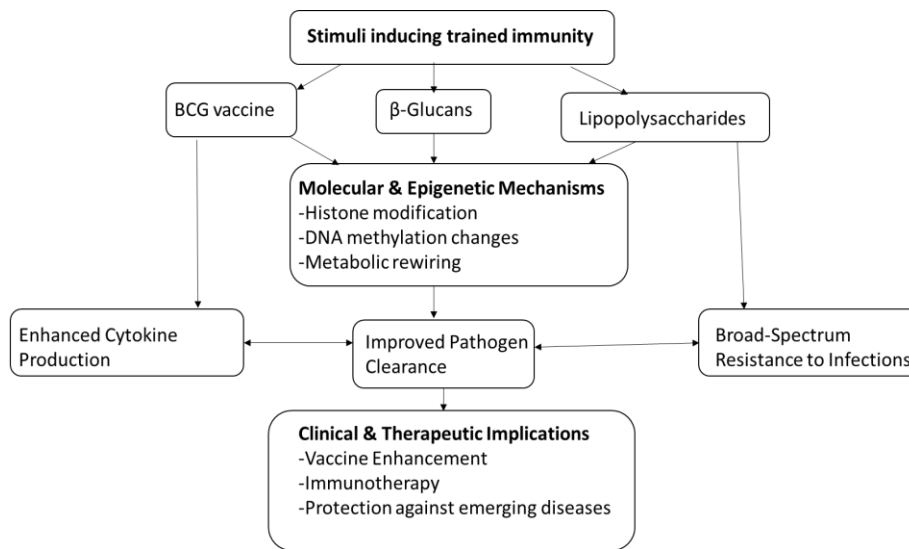 Stimuli inducing trained immunity
BCG vaccine
β-Glucans
Lipopolysaccharides
Molecular & Epigenetic Mechanisms
-Histone modification
-DNA methylation changes
-Metabolic rewiring
Enhanced Cytokine
Production
Improved Pathogen
Clearance
Broad-Spectrum
Resistance to Infections
Clinical & Therapeutic Implications
-Vaccine Enhancement
-Immunotherapy
-Protection against emerging diseases